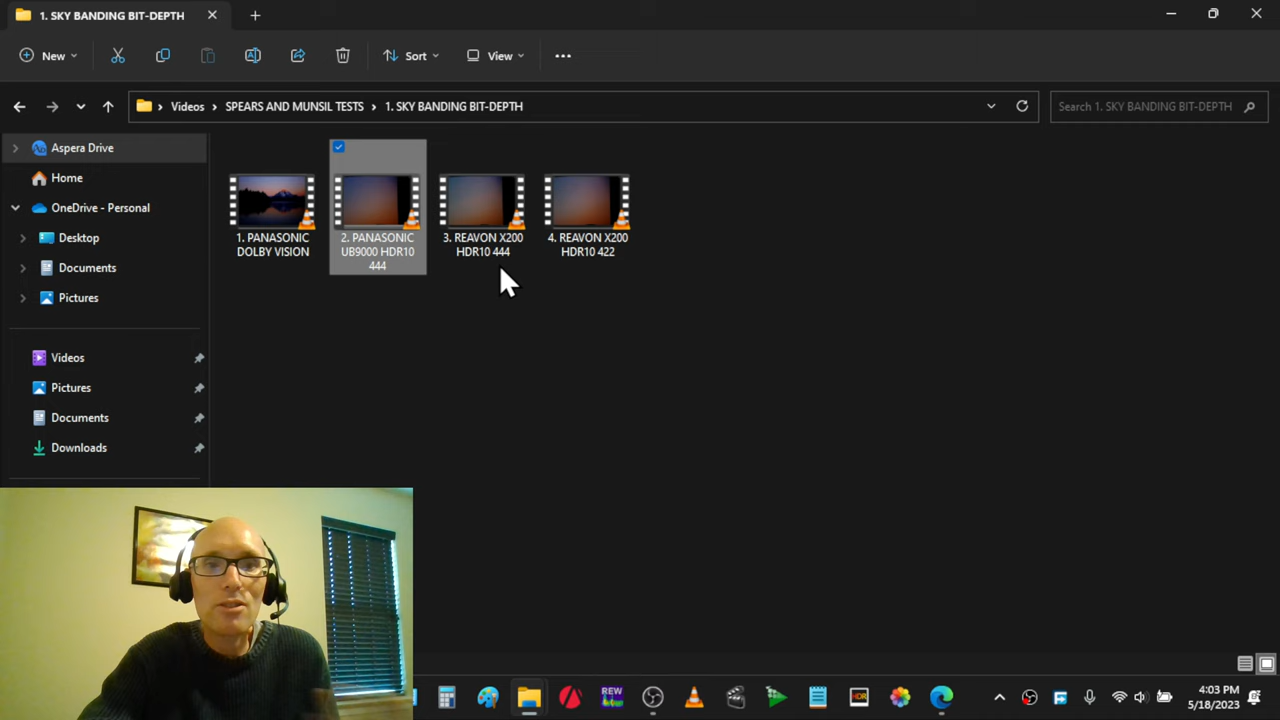 1. SKY BANDING BIT-DEPTH
New
Sort
View
Videos
SPEARS AND MUNSIL TESTS
1. SKY BANDING BIT-DEPTH
Search 1. SKY BANDING BIT-DEPTH
Aspera Drive
Home
OneDrive - Personal
Desktop
Documents
Pictures
Videos
Pictures
Documents
Downloads
1. PANASONIC
DOLBY VISION
2. PANASONIC
UB9000 HDR10
444
3. REAVON X200
HDR10 444
4. REAVON X200
HDR10 422
REW
HDR
4:03 PM
5/18/2023